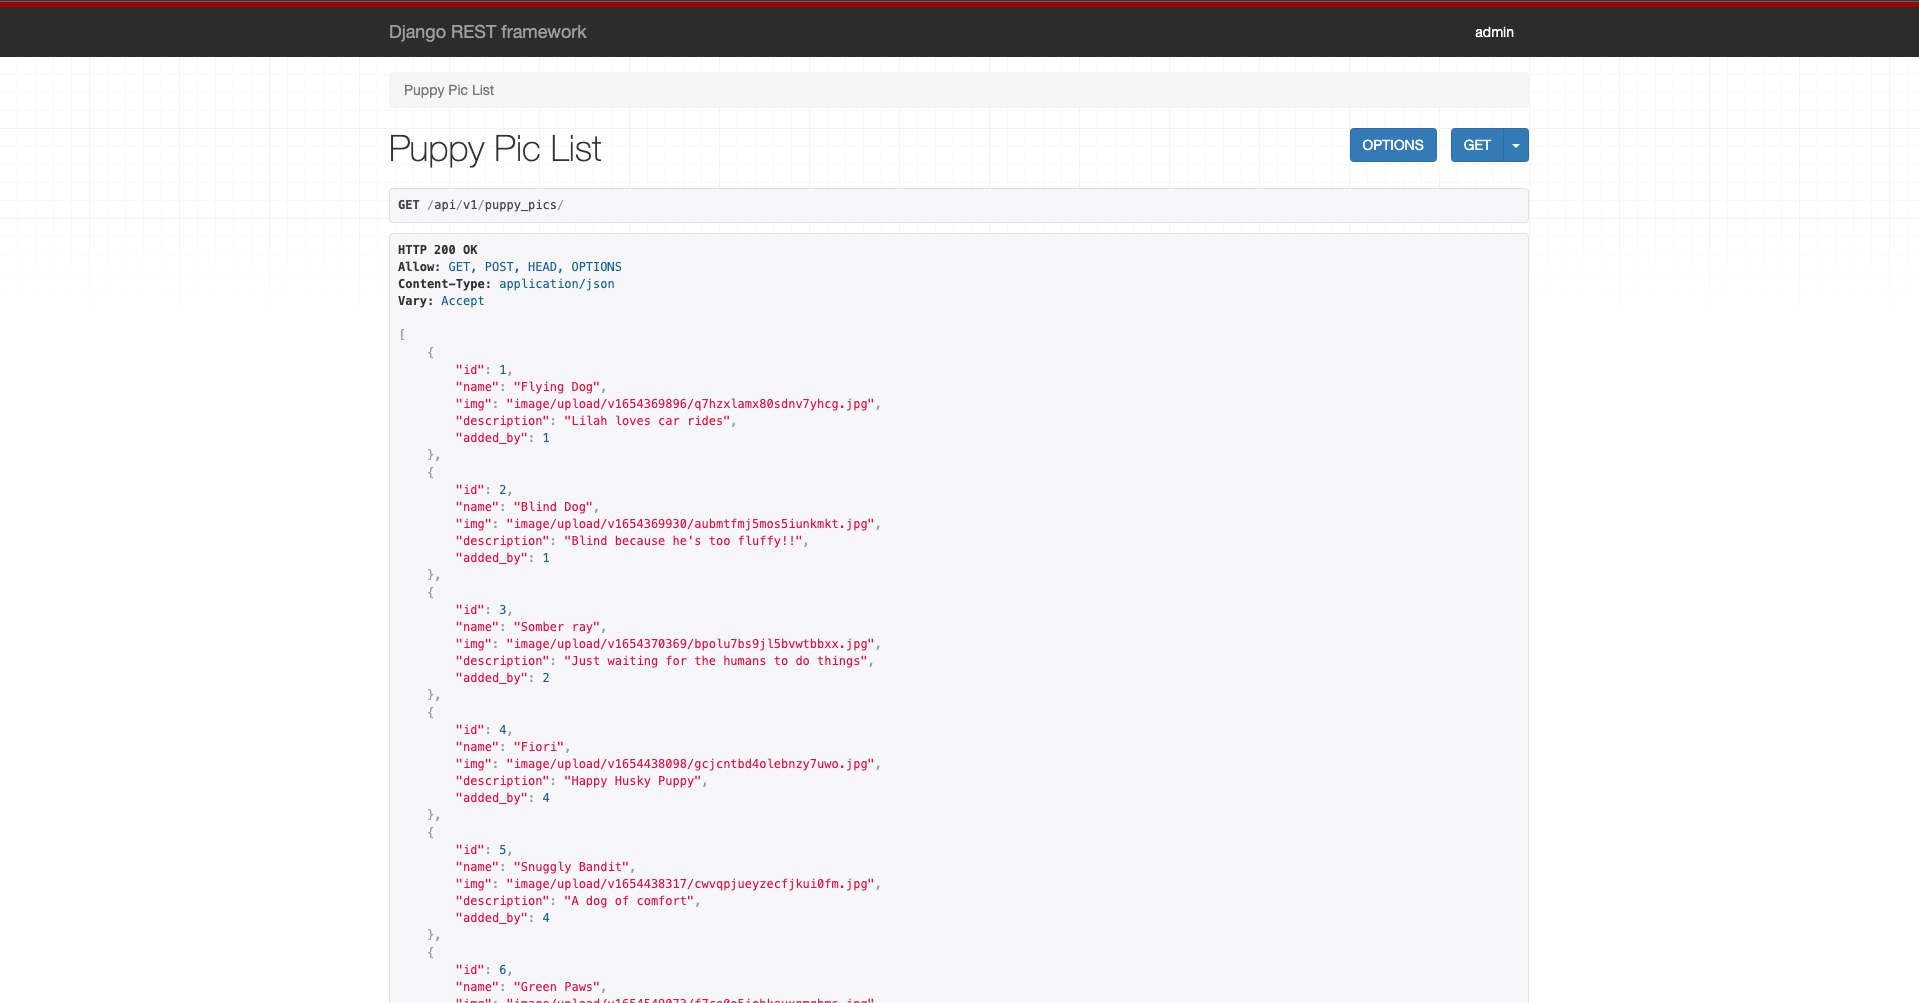 Django REST framework
admin
Puppy Pic List
Puppy Pic List
OPTIONS
GET
GET /api/v1/puppy_pics/
HTTP 200 OK
Allow: GET, POST, HEAD, OPTIONS
Content-Type: application/json
Vary: Accept
[
{
"id": 1,
"name": "Flying Dog",
"img": "image/upload/v1654369896/q7hzxlamx80sdnv7yhcg.jpg",
"description": "Lilah loves car rides",
"added_by": 1
},
{
"id": 2,
"name": "Blind Dog",
"img": "image/upload/v1654369930/aubmtfmj5mos5iunkmkt.jpg",
"description": "Blind because he's too fluffy!!",
"added_by": 1
},
{
"id": 3,
"name": "Somber ray",
"img": "image/upload/v1654370369/bpolu7bs9jl5bvwtbbxx.jpg",
"description": "Just waiting for the humans to do things",
"added_by": 2
},
{
"id": 4,
"name": "Fiori",
"img": "image/upload/v1654438098/gcjcntbd4olebnzy7uwo.jpg",
"description": "Happy Husky Puppy",
"added_by": 4
},
{
"id": 5,
"name": "Snuggly Bandit",
"img": "image/upload/v1654438317/cwvqpjueyzecfjkui0fm.jpg",
"description": "A dog of comfort",
"added_by": 4
},
{
"id": 6,
"name": "Green Paws",